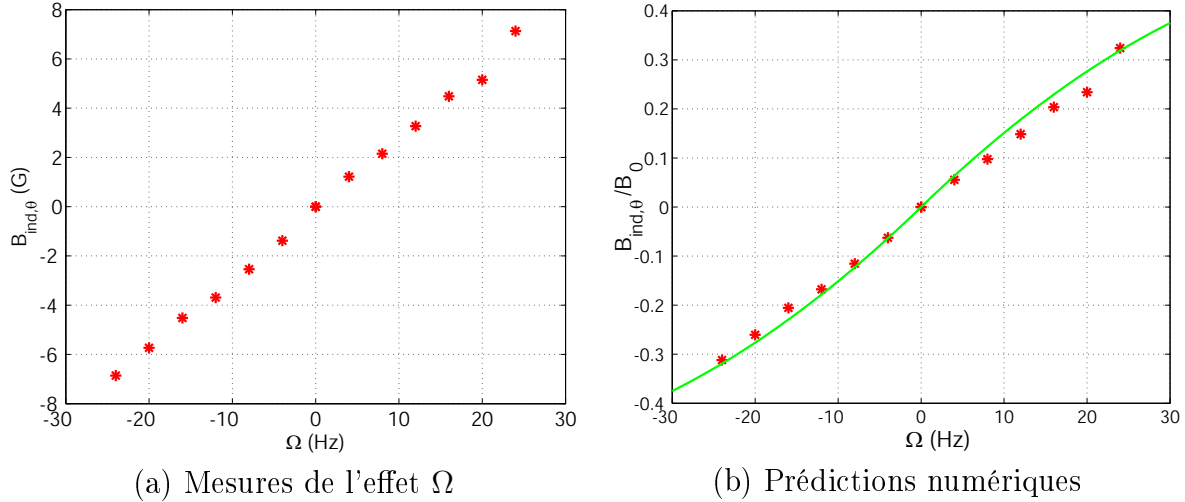 8
6
4
2
0
-2
-4
-6
-8
B_ind,θ (G)
-30 -20 -10 0 10 20 30
Ω (Hz)
(a) Mesures de l'effet Ω
0.4
0.3
0.2
0.1
0
-0.1
-0.2
-0.3
-0.4
B_ind,θ/B_0
-30 -20 -10 0 10 20 30
Ω (Hz)
(b) Prédictions numériques